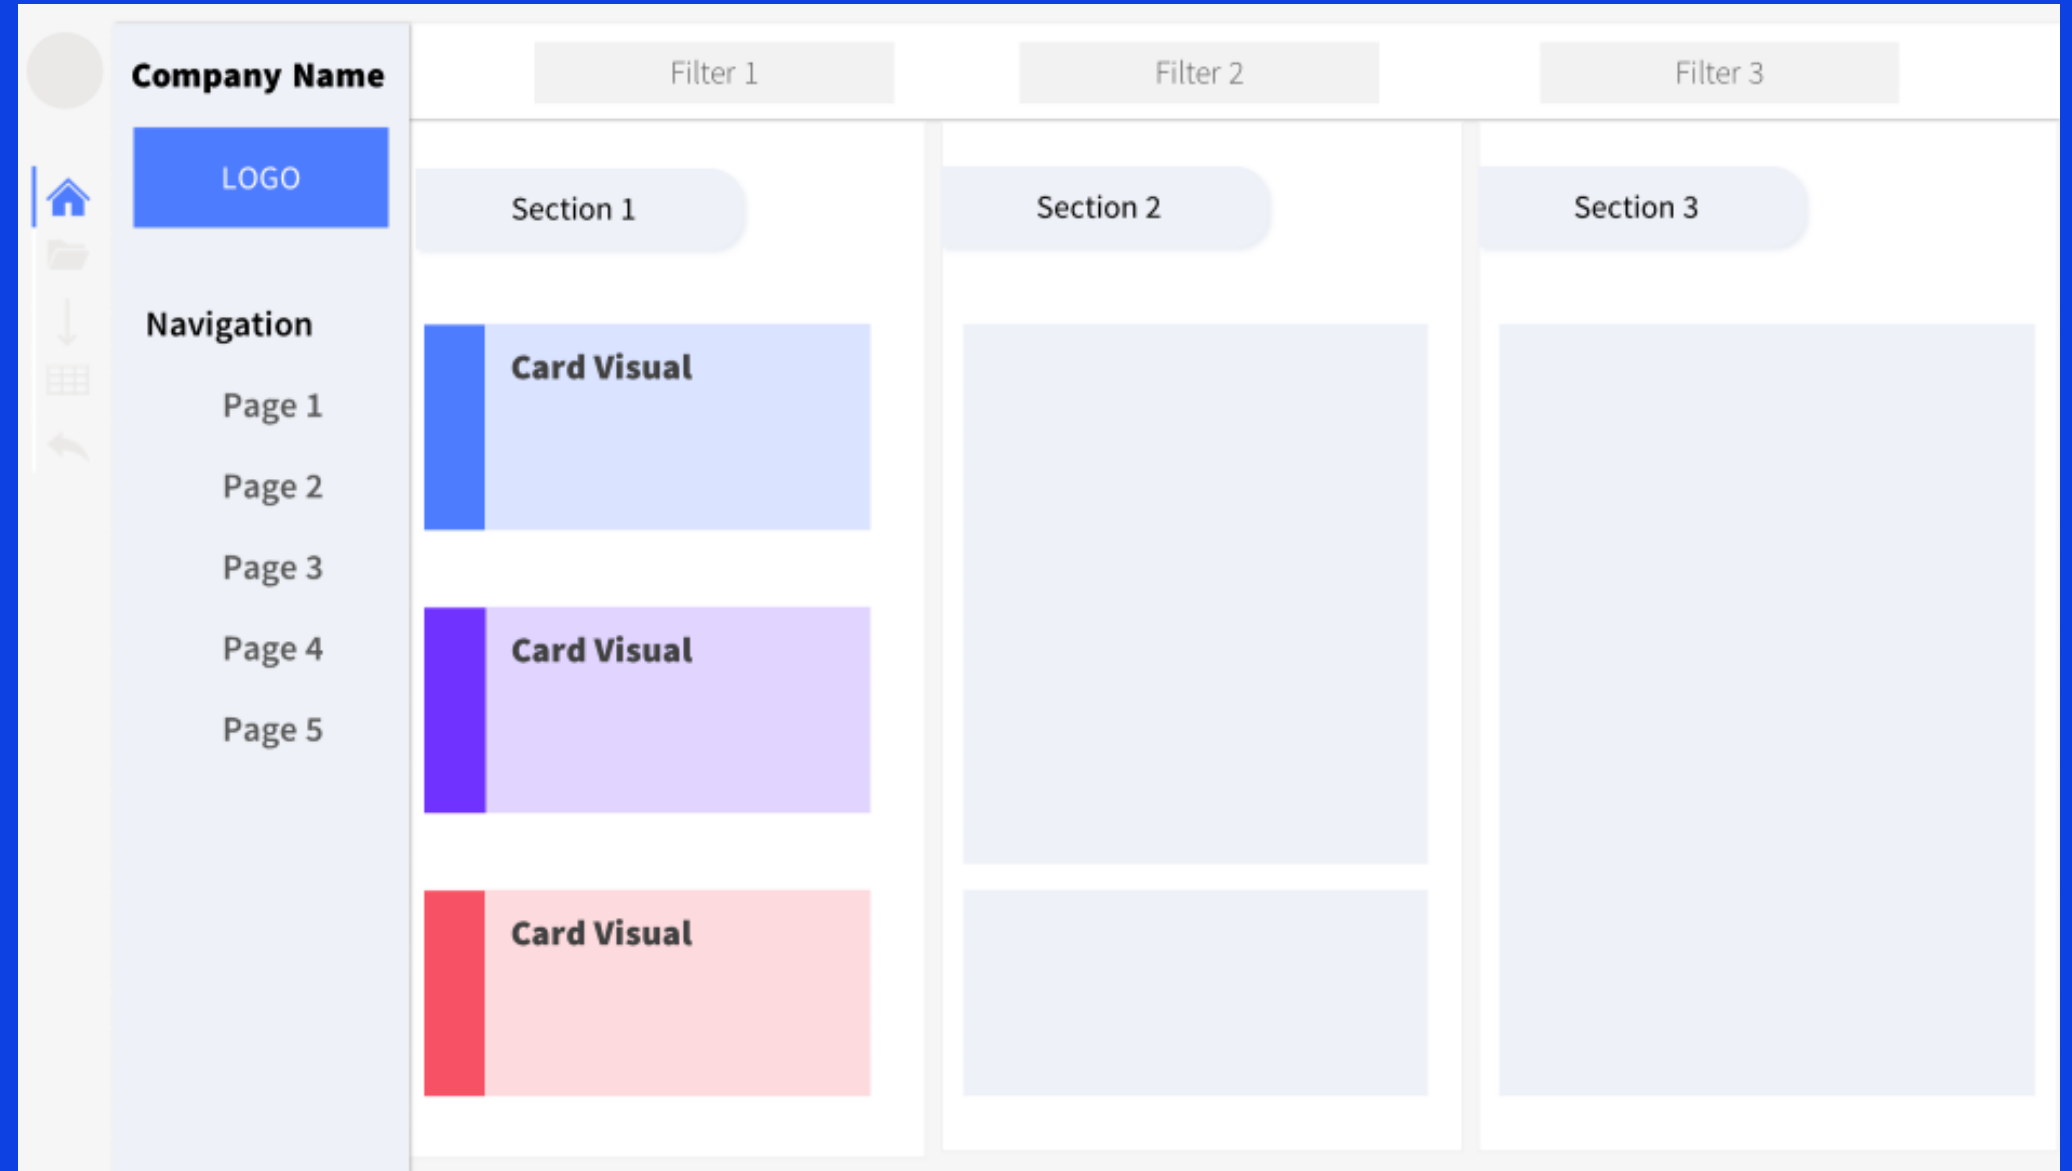 Company Name
LOGO
Navigation
Page 1
Page 2
Page 3
Page 4
Page 5
Filter 1
Filter 2
Filter 3
Section 1
Card Visual
Card Visual
Card Visual
Section 2
Section 3